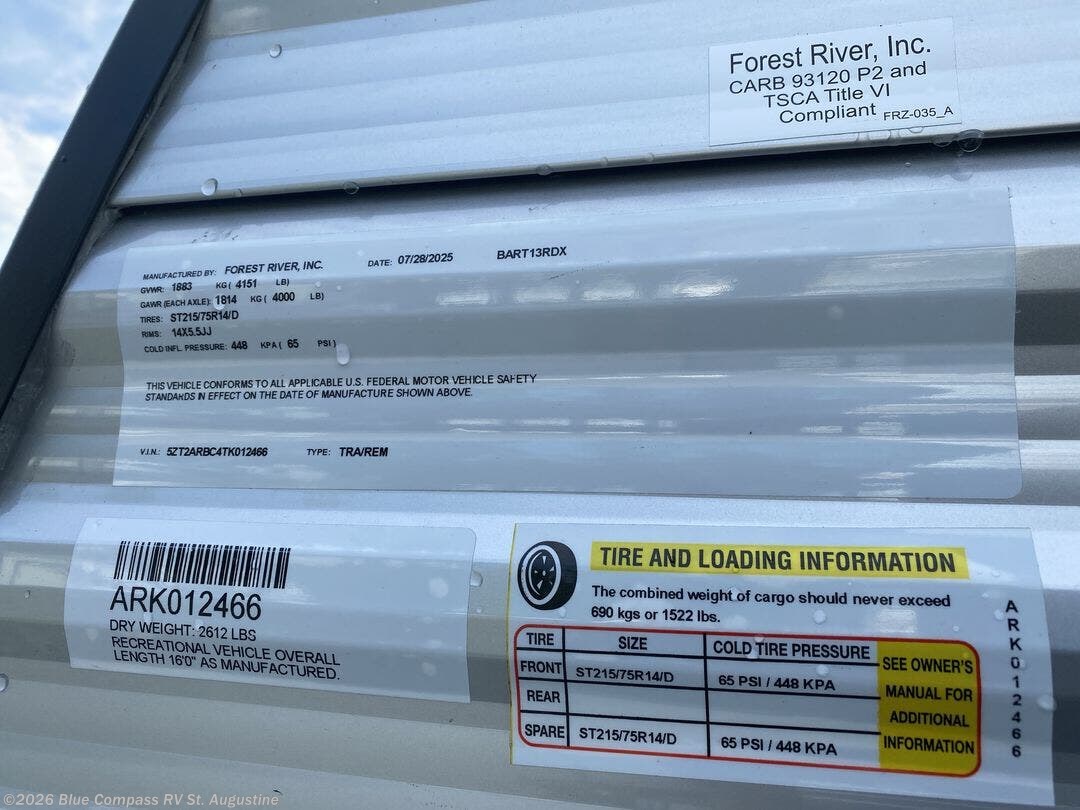 Forest River, Inc.
CARB 93120 P2 and
TSCA Title VI
Compliant FRZ-035_A
MANUFACTURED BY: FOREST RIVER, INC. DATE: 07/28/2025 BART13RDX
GVWR: 1883 KG ( 4151 LB)
GAWR (EACH AXLE): 1814 KG ( 4000 LB)
TIRES: ST215/75R14/D
RIMS: 14X5.5JJ
COLD INFL. PRESSURE: 448 KPA ( 65 PSI )
THIS VEHICLE CONFORMS TO ALL APPLICABLE U.S. FEDERAL MOTOR VEHICLE SAFETY
STANDARDS IN EFFECT ON THE DATE OF MANUFACTURE SHOWN ABOVE.
V.I.N.: 5ZT2ARBC4TK012466 TYPE: TRA/REM
ARK012466
DRY WEIGHT: 2612 LBS
RECREATIONAL VEHICLE OVERALL
LENGTH 16'0" AS MANUFACTURED.
TIRE AND LOADING INFORMATION
The combined weight of cargo should never exceed
690 kgs or 1522 lbs.
TIRE SIZE COLD TIRE PRESSURE
FRONT ST215/75R14/D 65 PSI / 448 KPA
REAR
SPARE ST215/75R14/D 65 PSI / 448 KPA
SEE OWNER'S
MANUAL FOR
ADDITIONAL
INFORMATION
ARK012466
©2026 Blue Compass RV St. Augustine